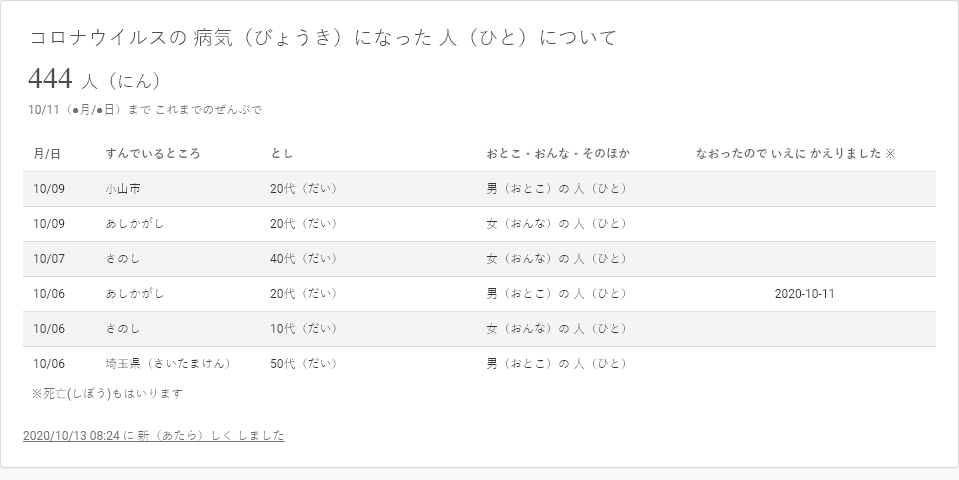 コロナウイルスの 病気（びょうき）になった 人（ひと）について
444 人（にん）
10/11（●月/●日）まで これまでのぜんぶで
月/日 すんでいるところ とし おとこ・おんな・そのほか なおったので いえに かえりました ※
10/09 小山市 20代（だい） 男（おとこ）の 人（ひと）
10/09 あしかがし 20代（だい） 女（おんな）の 人（ひと）
10/07 さのし 40代（だい） 女（おんな）の 人（ひと）
10/06 あしかがし 20代（だい） 男（おとこ）の 人（ひと） 2020-10-11
10/06 さのし 10代（だい） 女（おんな）の 人（ひと）
10/06 埼玉県（さいたまけん） 50代（だい） 男（おとこ）の 人（ひと）
※死亡(しぼう)もはいります
2020/10/13 08:24 に 新（あたら）しく しました